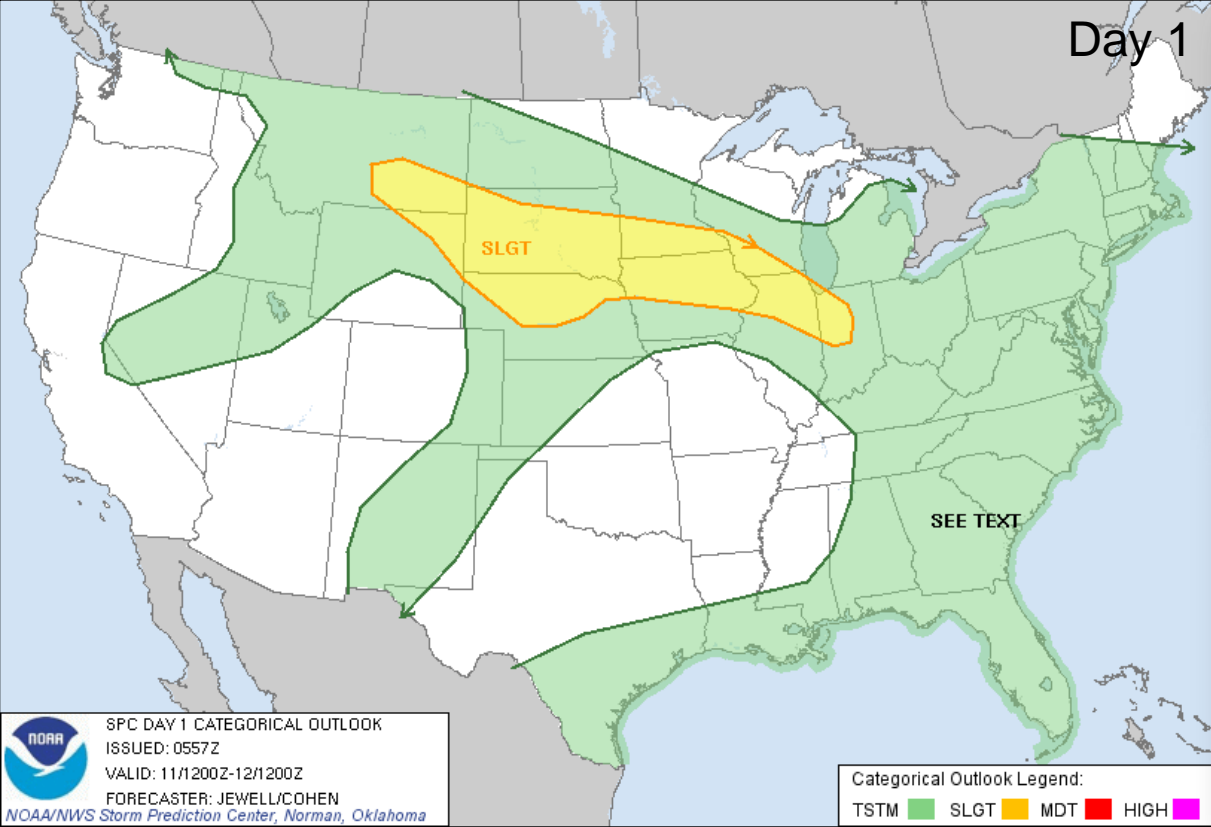 Day 1
SLGT
SEE TEXT
NOAA
SPC DAY 1 CATEGORICAL OUTLOOK
ISSUED: 0557Z
VALID: 11/1200Z-12/1200Z
FORECASTER: JEWELL/COHEN
NOAA/NWS Storm Prediction Center, Norman, Oklahoma
Categorical Outlook Legend:
TSTM SLGT MDT HIGH